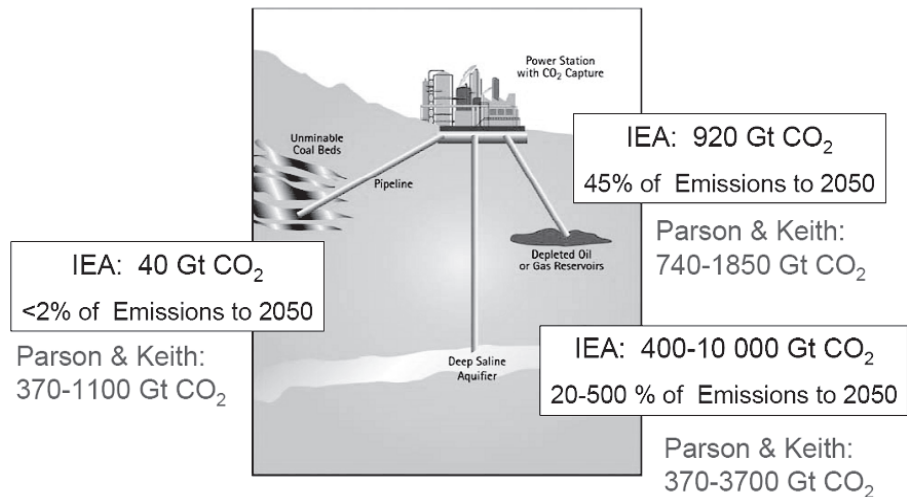 Power Station
with CO₂ Capture
Unminable
Coal Beds
Pipeline
IEA: 920 Gt CO₂
45% of Emissions to 2050
Parson & Keith:
740-1850 Gt CO₂
Depleted Oil
or Gas Reservoirs
IEA: 40 Gt CO₂
<2% of Emissions to 2050
Parson & Keith:
370-1100 Gt CO₂
Deep Saline
Aquifier
IEA: 400-10 000 Gt CO₂
20-500 % of Emissions to 2050
Parson & Keith:
370-3700 Gt CO₂